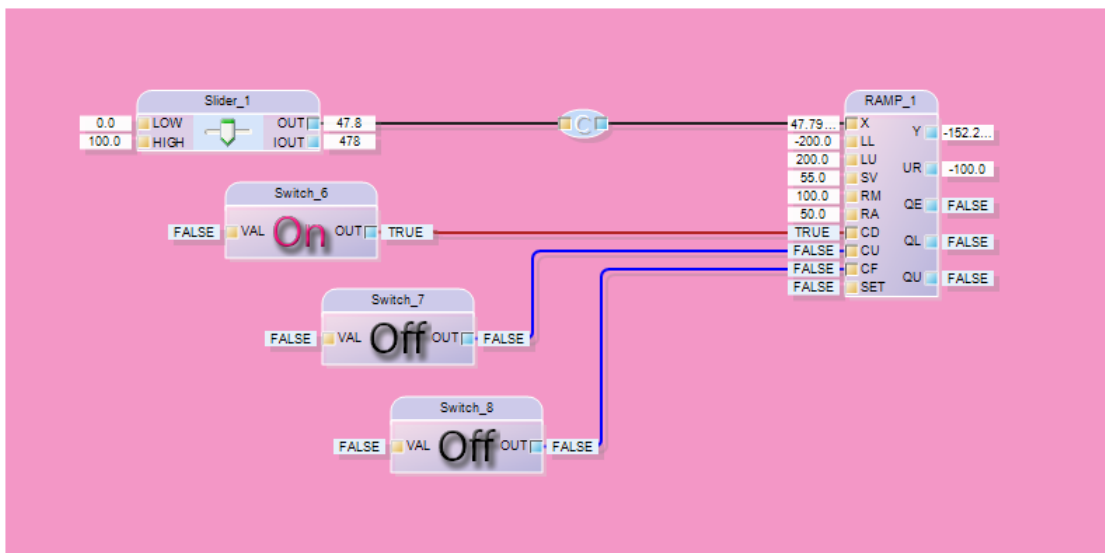 Slider_1
0.0 LOW OUT 47.8
100.0 HIGH IOUT 478
C
Switch_6
FALSE VAL On OUT TRUE
Switch_7
FALSE VAL Off OUT FALSE
Switch_8
FALSE VAL Off OUT FALSE
RAMP_1
47.79... X Y -152.2...
-200.0 LL
200.0 LU UR -100.0
55.0 SV
100.0 RM QE FALSE
50.0 RA
TRUE CD QL FALSE
FALSE CU
FALSE CF QU FALSE
FALSE SET